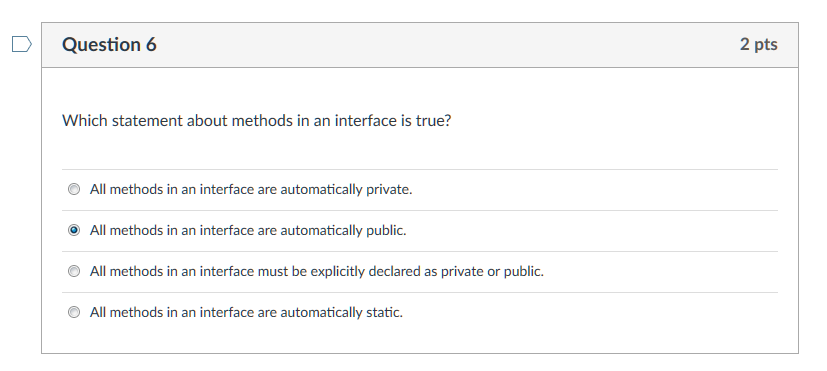 Question 6
2 pts
Which statement about methods in an interface is true?
All methods in an interface are automatically private.
All methods in an interface are automatically public.
All methods in an interface must be explicitly declared as private or public.
All methods in an interface are automatically static.